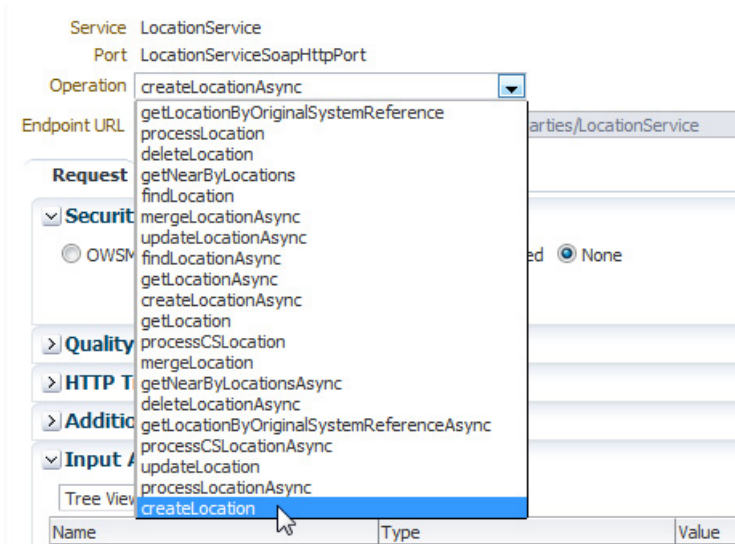 Service LocationService
Port LocationServiceSoapHttpPort
Operation createLocationAsync
getLocationByOriginalSystemReference
Endpoint URL arties/LocationService
processLocation
deleteLocation
Request getNearByLocations
findLocation
Securit mergeLocationAsync
updateLocationAsync
OWSM findLocationAsync ed None
getLocationAsync
createLocationAsync
getLocation
Quality processCSLocation
mergeLocation
HTTP T getNearByLocationsAsync
deleteLocationAsync
Additio getLocationByOriginalSystemReferenceAsync
processCSLocationAsync
Input A updateLocation
processLocationAsync
Tree View createLocation
Name Type Value